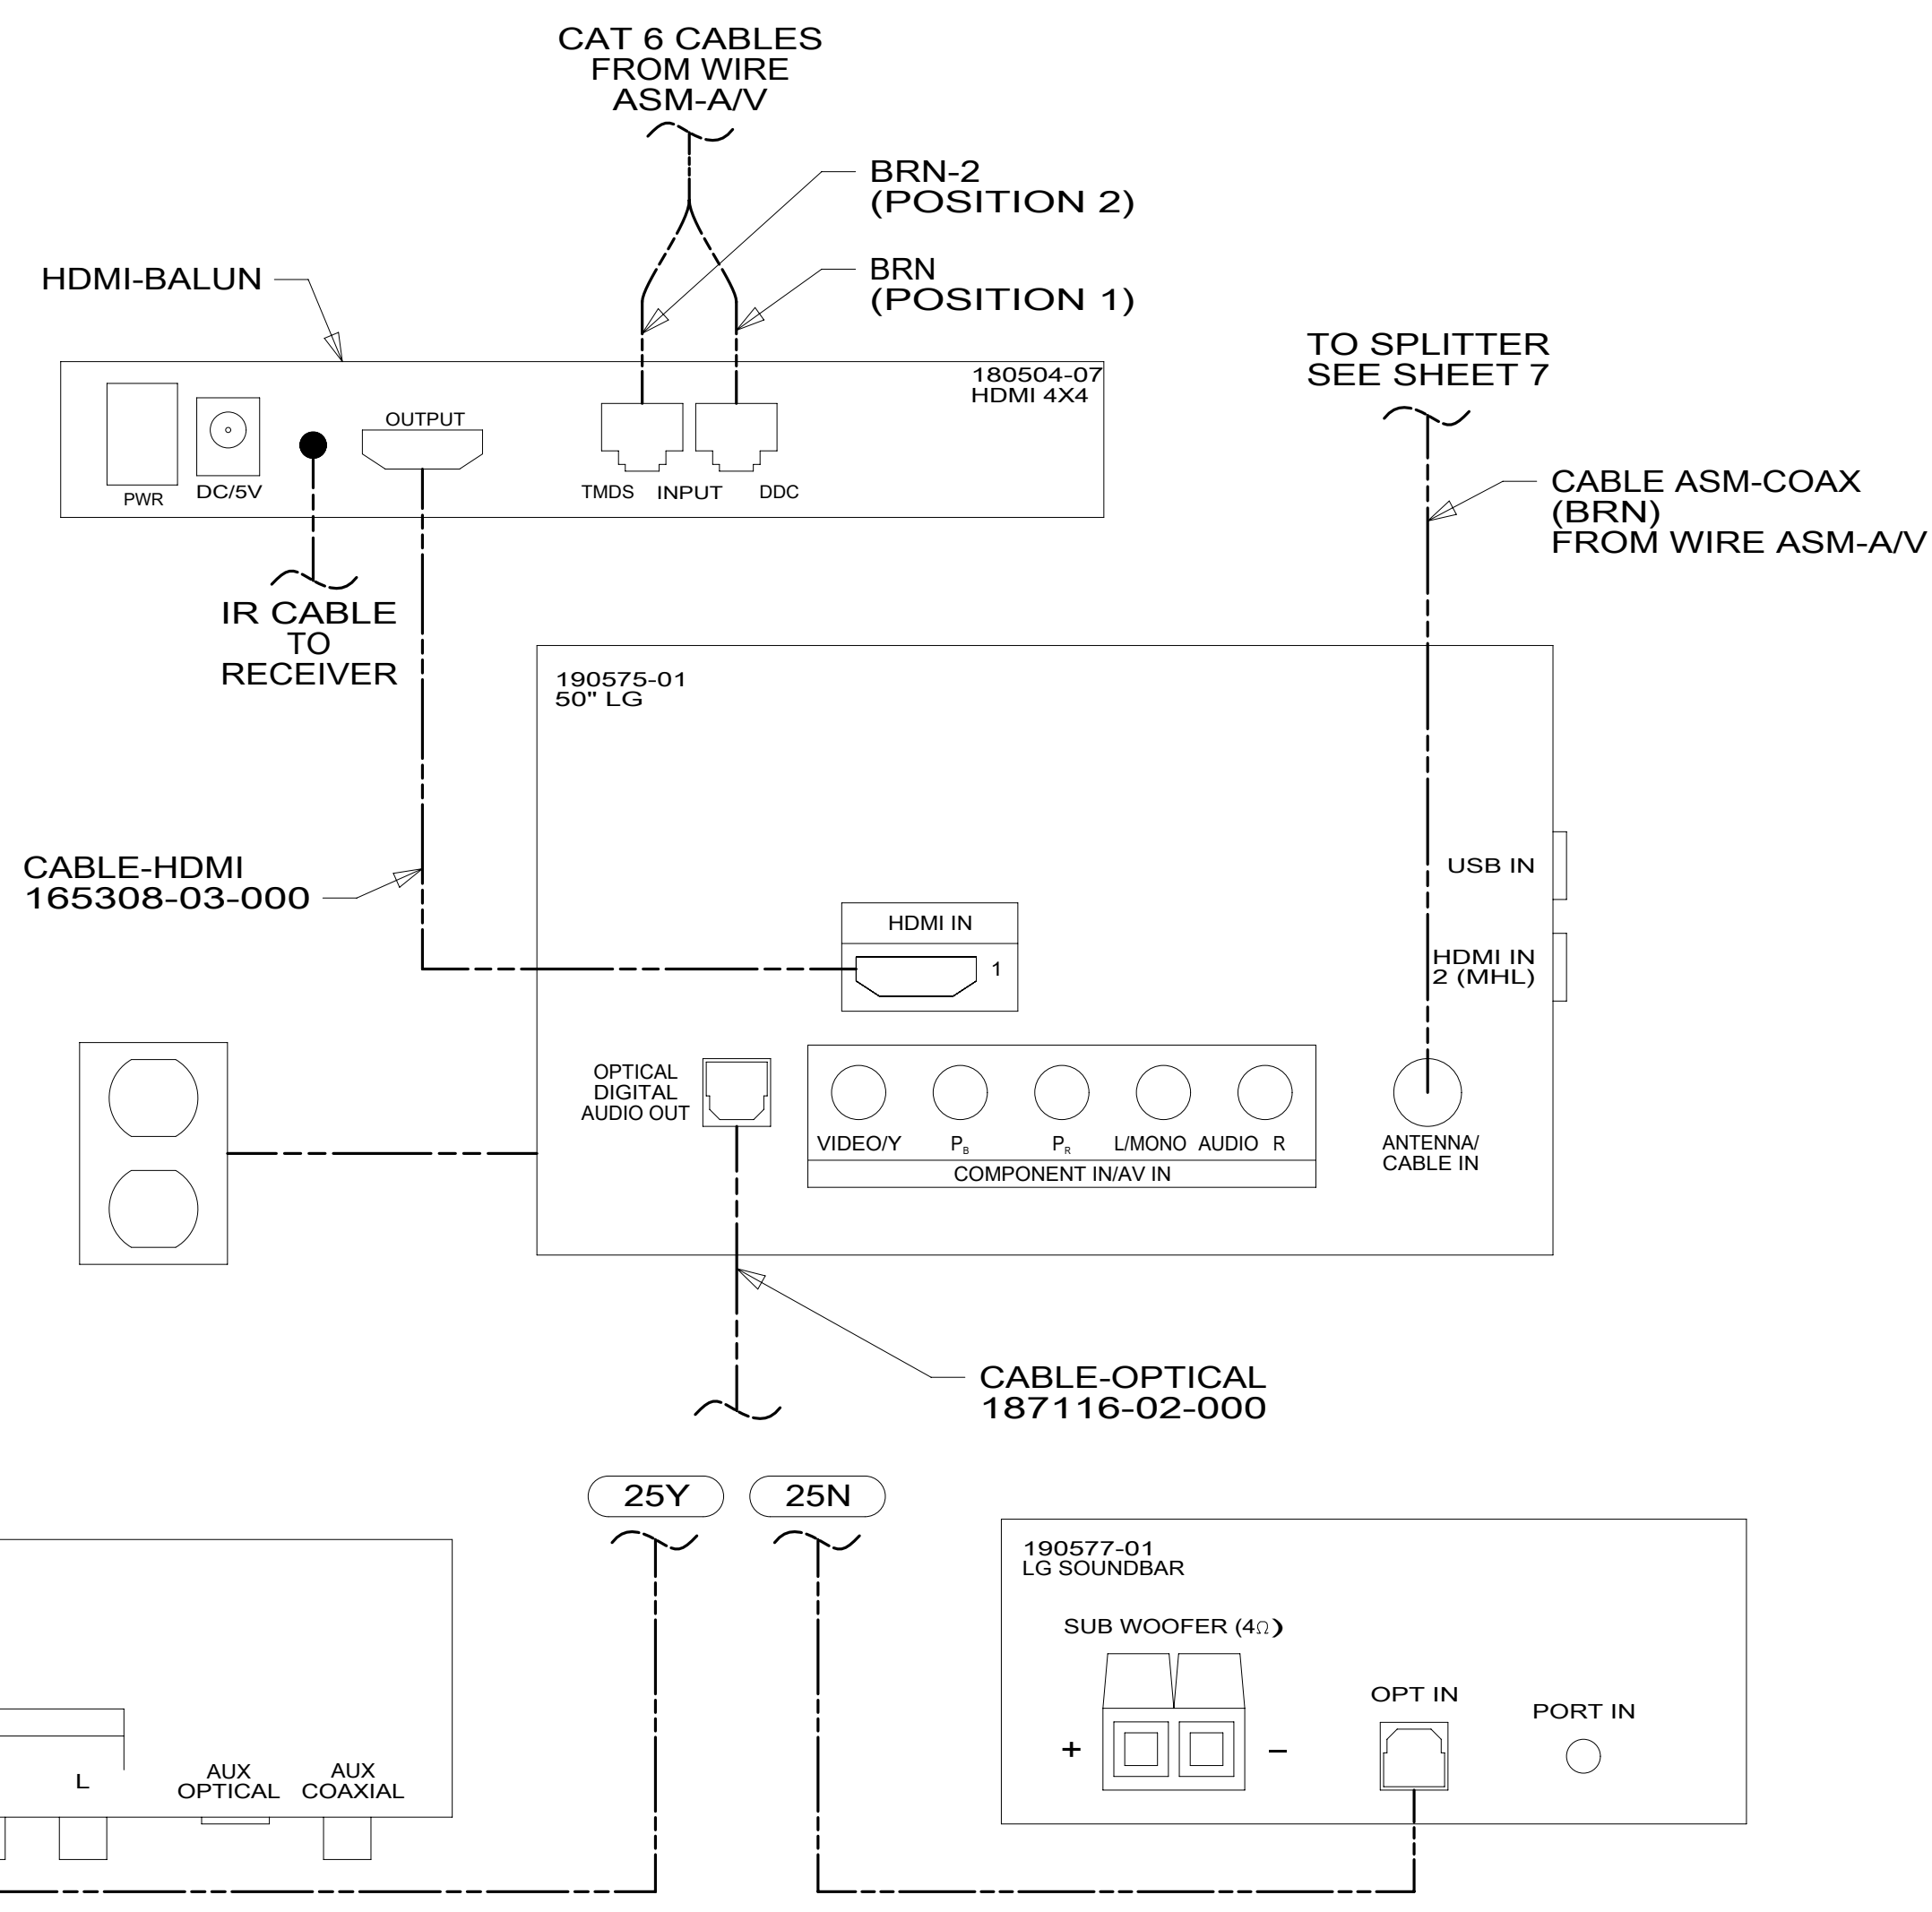 CAT 6 CABLES
FROM WIRE
ASM-A/V
BRN-2
(POSITION 2)
BRN
(POSITION 1)
HDMI-BALUN
180504-07
HDMI 4X4
PWR
DC/5V
OUTPUT
TMDS INPUT DDC
IR CABLE
TO
RECEIVER
TO SPLITTER
SEE SHEET 7
CABLE ASM-COAX
(BRN)
FROM WIRE ASM-A/V
190575-01
50" LG
CABLE-HDMI
165308-03-000
USB IN
HDMI IN
2 (MHL)
HDMI IN
1
OPTICAL
DIGITAL
AUDIO OUT
VIDEO/Y PB PR L/MONO AUDIO R
COMPONENT IN/AV IN
ANTENNA/
CABLE IN
CABLE-OPTICAL
187116-02-000
25Y
25N
190577-01
LG SOUNDBAR
SUB WOOFER (4Ω)
+ −
OPT IN
PORT IN
L
AUX
OPTICAL
AUX
COAXIAL